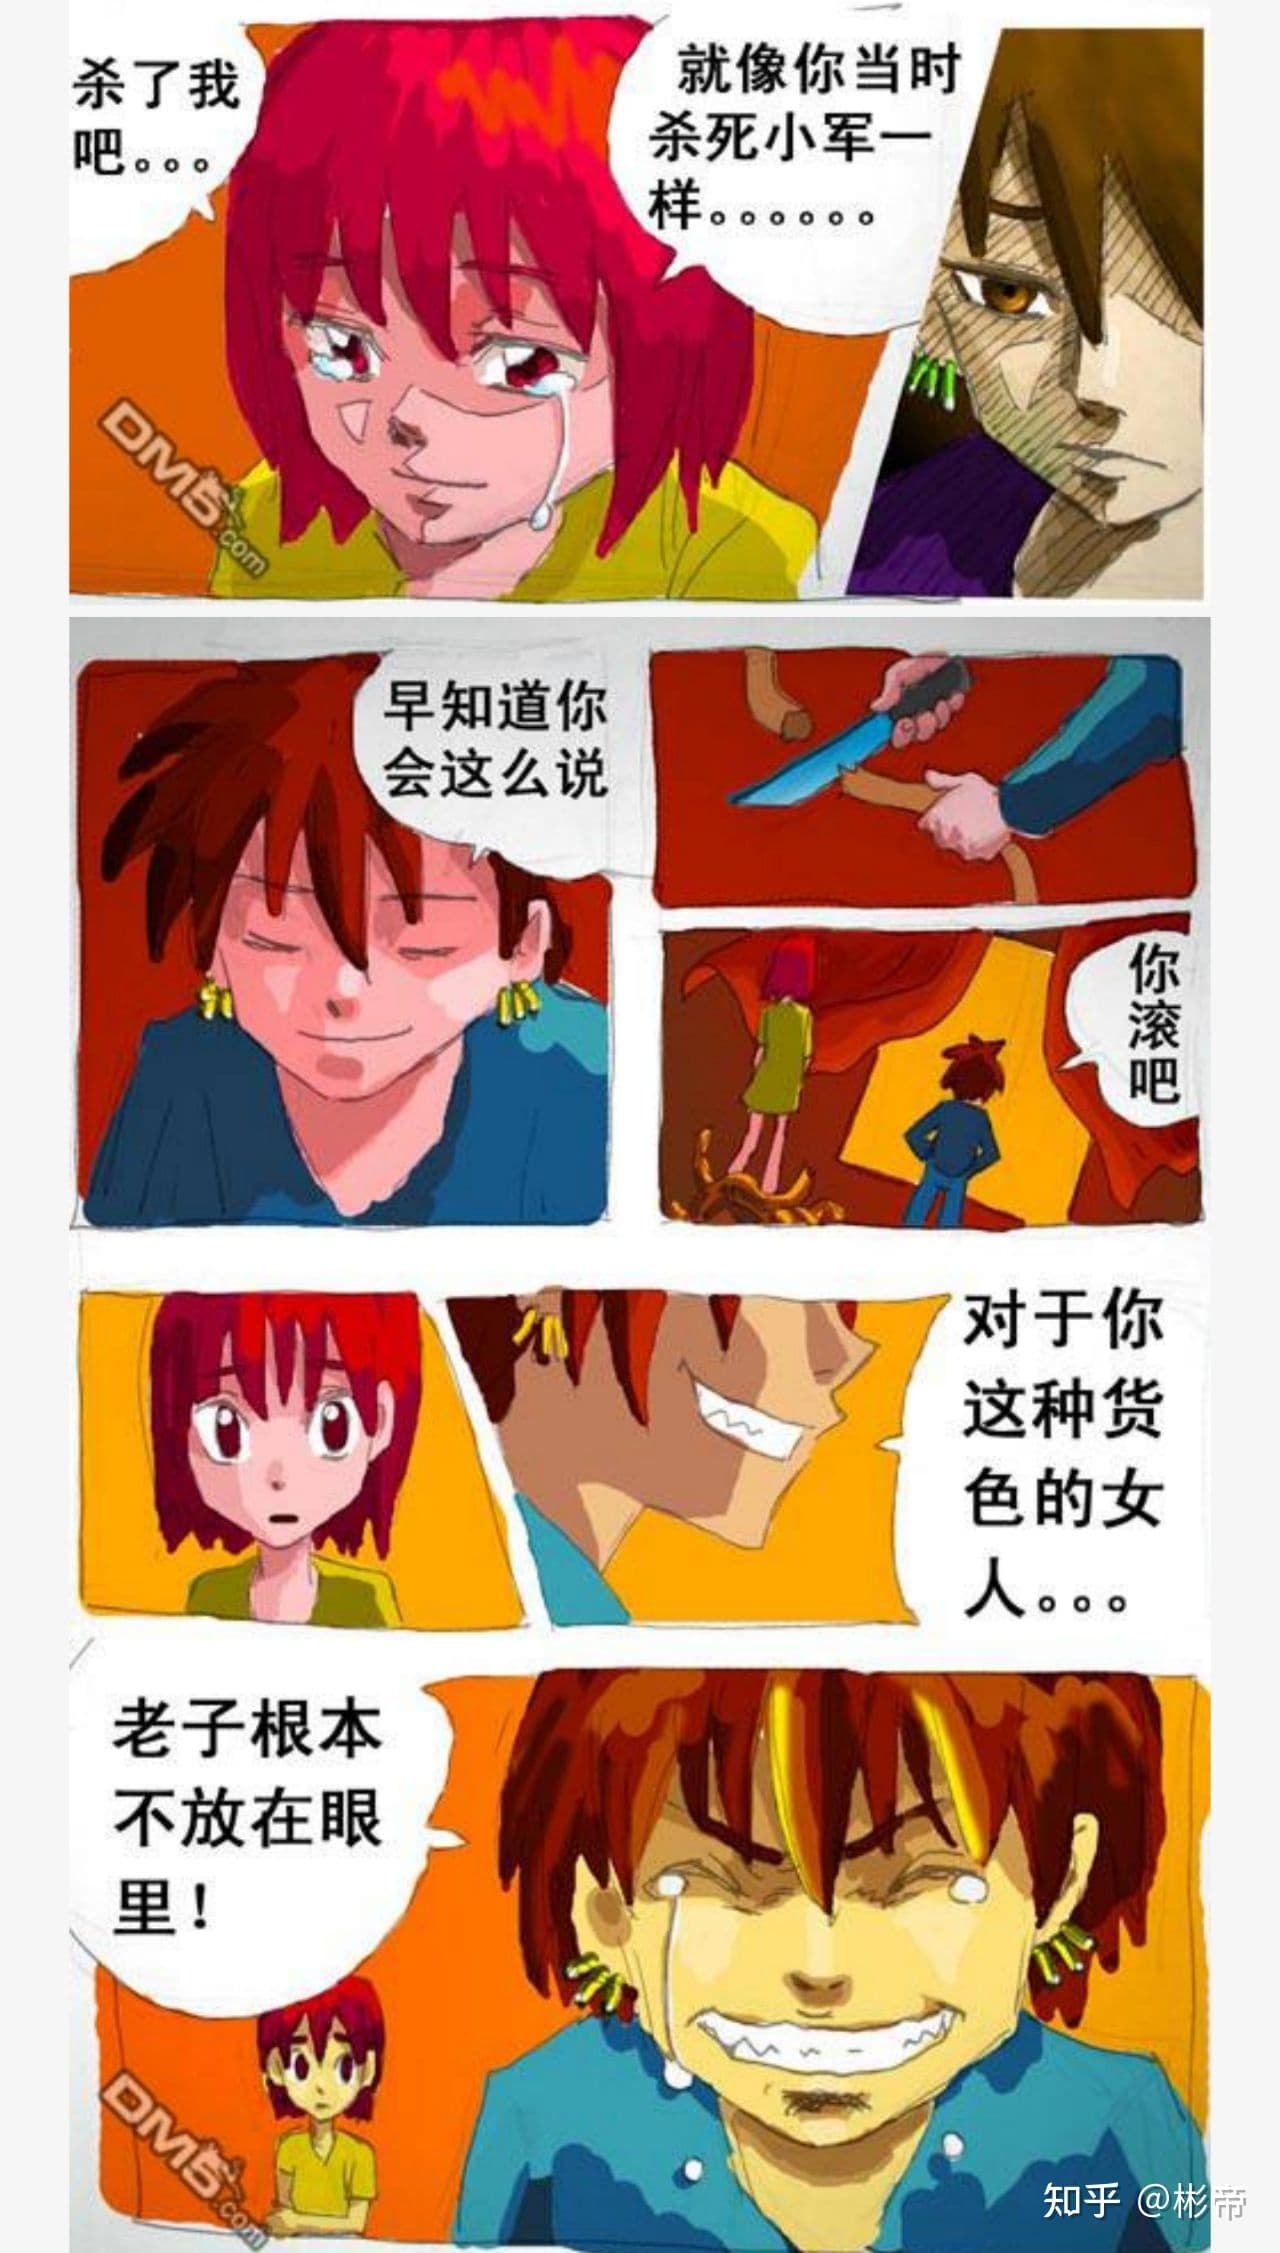 杀了我
吧。。。
就像你当时
杀死小军一
样。。。。。。
DM5.com
早知道你
会这么说
你滚吧
对于你
这种货
色的女
人。。。
老子根本
不放在眼
里！
DM5.com
知乎 @彬帝